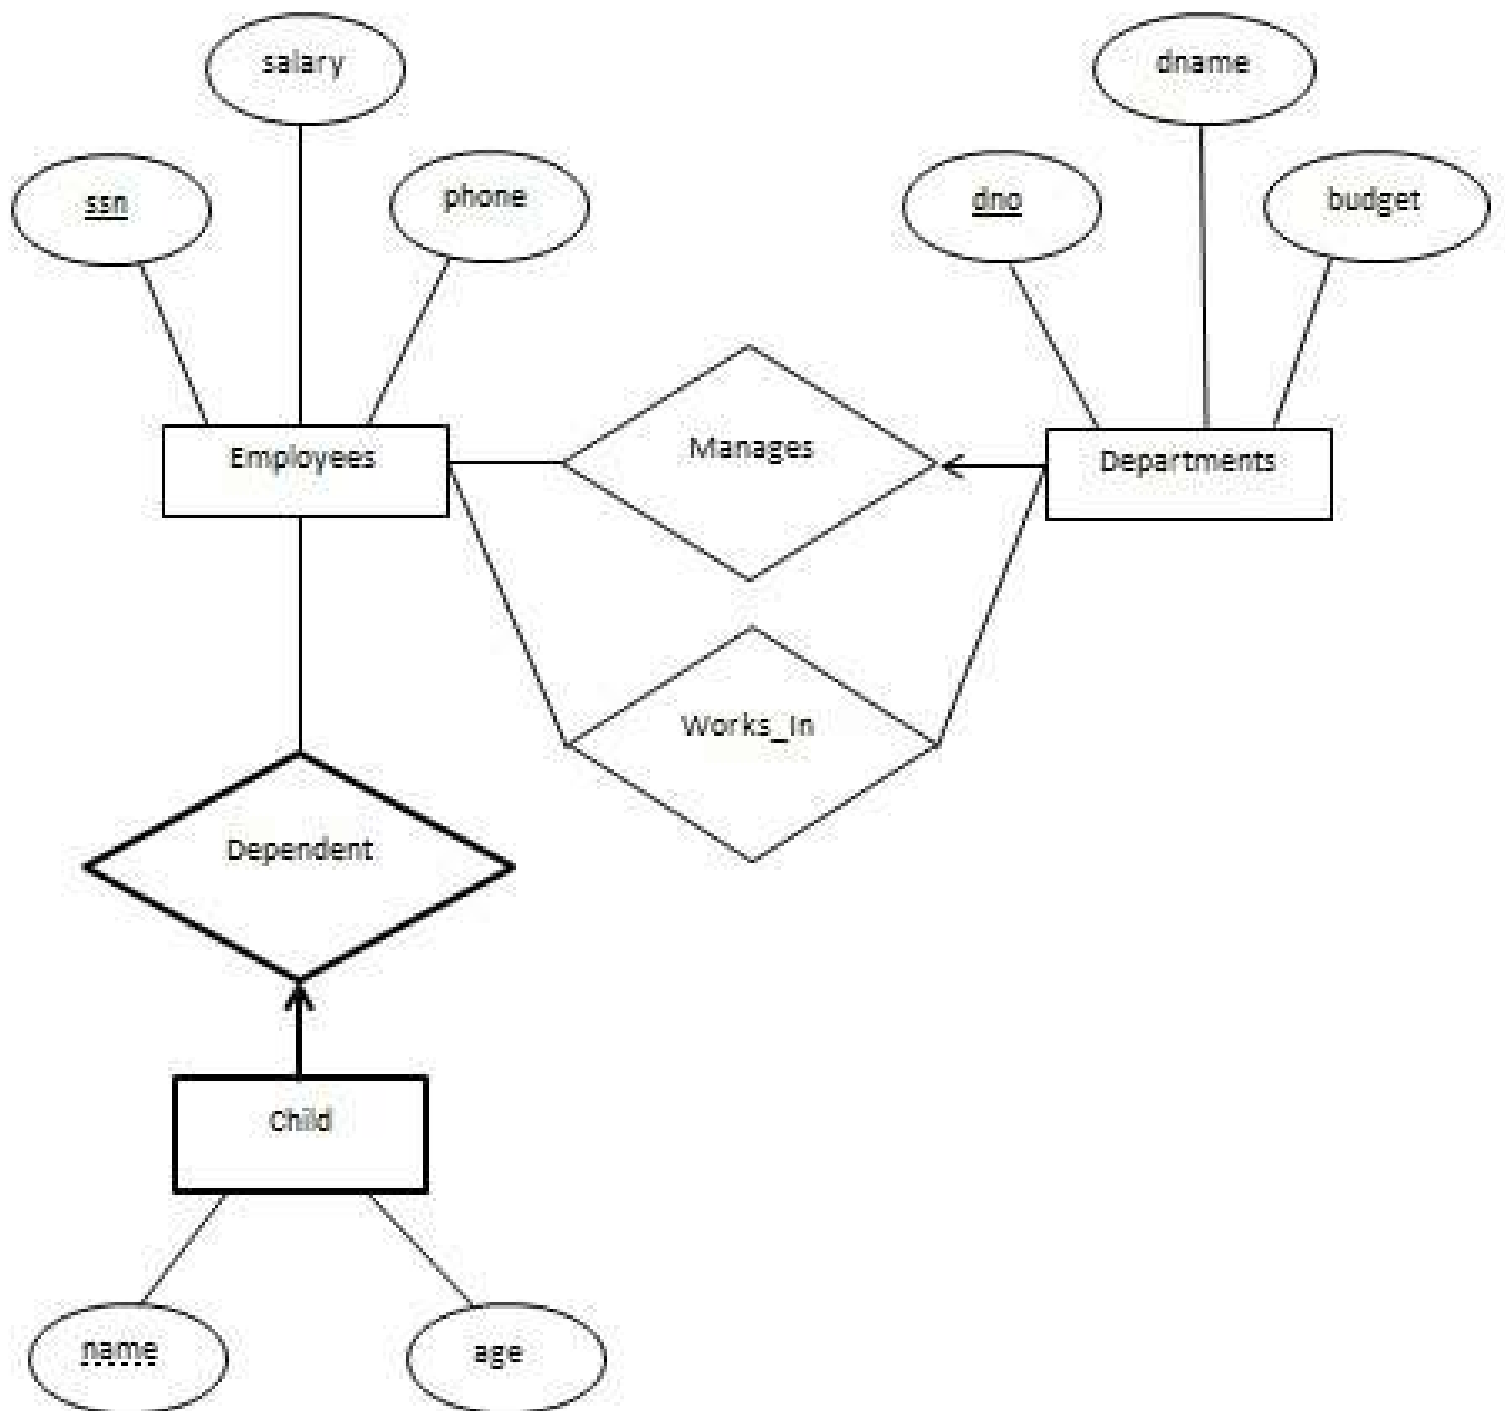 salary
dname
ssn
phone
dno
budget
Employees
Manages
Departments
Works_In
Dependent
Child
name
age